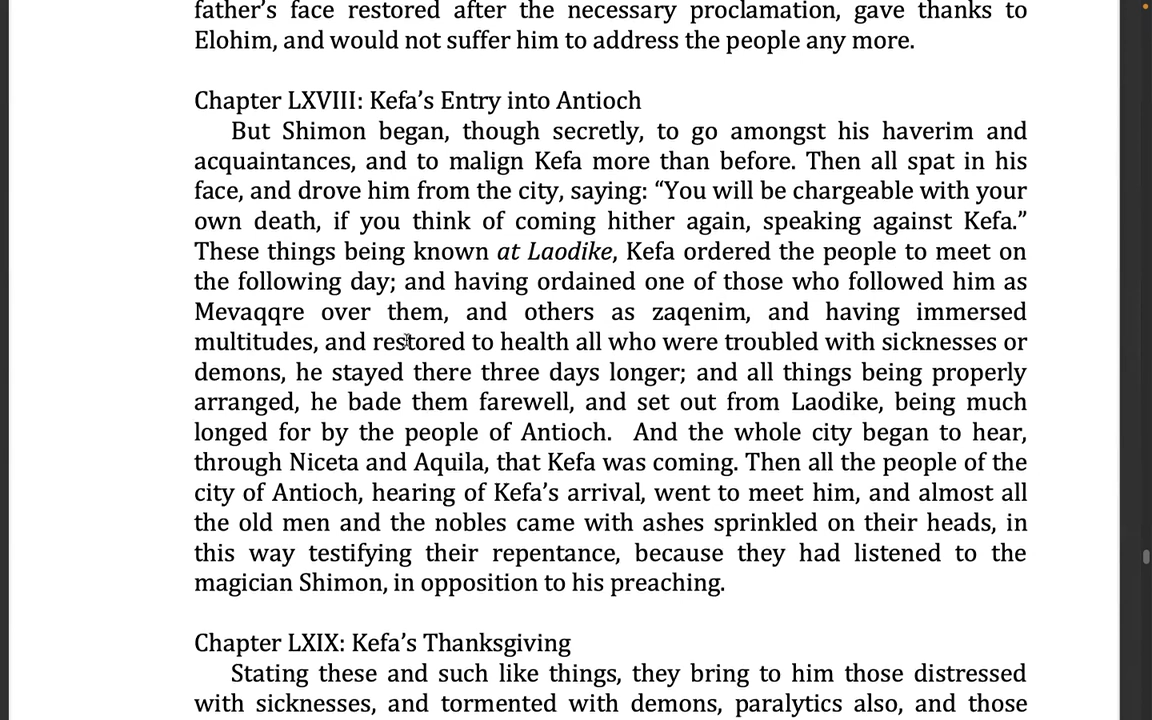 father’s face restored after the necessary proclamation, gave thanks to
Elohim, and would not suffer him to address the people any more.
Chapter LXVIII: Kefa’s Entry into Antioch
But Shimon began, though secretly, to go amongst his haverim and
acquaintances, and to malign Kefa more than before. Then all spat in his
face, and drove him from the city, saying: “You will be chargeable with your
own death, if you think of coming hither again, speaking against Kefa.”
These things being known at Laodike, Kefa ordered the people to meet on
the following day; and having ordained one of those who followed him as
Mevaqqre over them, and others as zaqenim, and having immersed
multitudes, and restored to health all who were troubled with sicknesses or
demons, he stayed there three days longer; and all things being properly
arranged, he bade them farewell, and set out from Laodike, being much
longed for by the people of Antioch. And the whole city began to hear,
through Niceta and Aquila, that Kefa was coming. Then all the people of the
city of Antioch, hearing of Kefa’s arrival, went to meet him, and almost all
the old men and the nobles came with ashes sprinkled on their heads, in
this way testifying their repentance, because they had listened to the
magician Shimon, in opposition to his preaching.
Chapter LXIX: Kefa’s Thanksgiving
Stating these and such like things, they bring to him those distressed
with sicknesses, and tormented with demons, paralytics also, and those